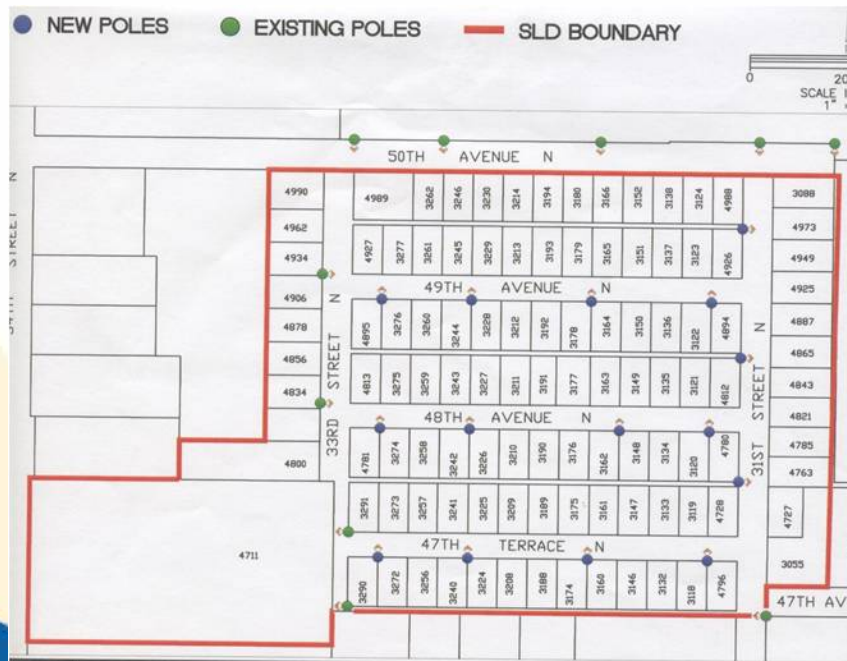 NEW POLES
EXISTING POLES
SLD BOUNDARY
0 20
SCALE
1"
50TH AVENUE N
STREET N
4990
4962
4934
4906
4878
4856
4834
4800
4711
33RD STREET N
4989 3262 3246 3230 3214 3194 3180 3166 3152 3138 3124 4988
4927 3277 3261 3245 3229 3213 3193 3179 3165 3151 3137 3123 4926
49TH AVENUE N
4895 3276 3260 3244 3228 3212 3192 3178 3164 3150 3136 3122 4894
4813 3275 3259 3243 3227 3211 3191 3177 3163 3149 3135 3121 4812
48TH AVENUE N
4781 3274 3258 3242 3226 3210 3190 3176 3162 3148 3134 3120 4780
3291 3273 3257 3241 3225 3209 3189 3175 3161 3147 3133 3119 4728
47TH TERRACE N
3290 3272 3256 3240 3224 3208 3188 3174 3160 3146 3132 3118 4796
31ST STREET N
3088
4973
4949
4925
4887
4865
4843
4821
4785
4763
4727
3055
47TH AV